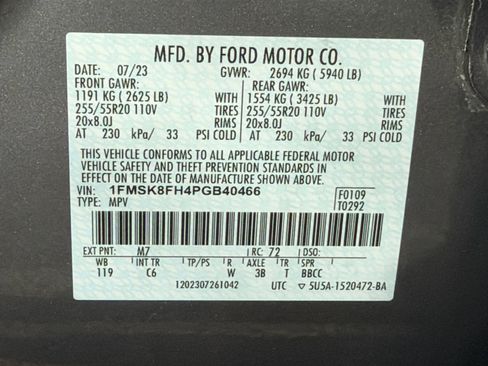 MFD. BY FORD MOTOR CO.
DATE: 07/23 GVWR: 2694 KG ( 5940 LB)
FRONT GAWR: REAR GAWR:
1191 KG ( 2625 LB) WITH 1554 KG ( 3425 LB) WITH
255/55R20 110V TIRES 255/55R20 110V TIRES
20x8.0J RIMS 20x8.0J RIMS
AT 230 kPa/ 33 PSI COLD AT 230 kPa/ 33 PSI COLD
THIS VEHICLE CONFORMS TO ALL APPLICABLE FEDERAL MOTOR
VEHICLE SAFETY AND THEFT PREVENTION STANDARDS IN
EFFECT ON THE DATE OF MANUFACTURE SHOWN ABOVE.
VIN: 1FMSK8FH4PGB40466 F0109
TYPE: MPV T0292
EXT PNT: M7 RC: 72 DSO:
WB INT TR TP/PS R AXLE TR SPR
119 C6 W 3B T BBCC
1202307261042 UTC 5U5A-1520472-BA